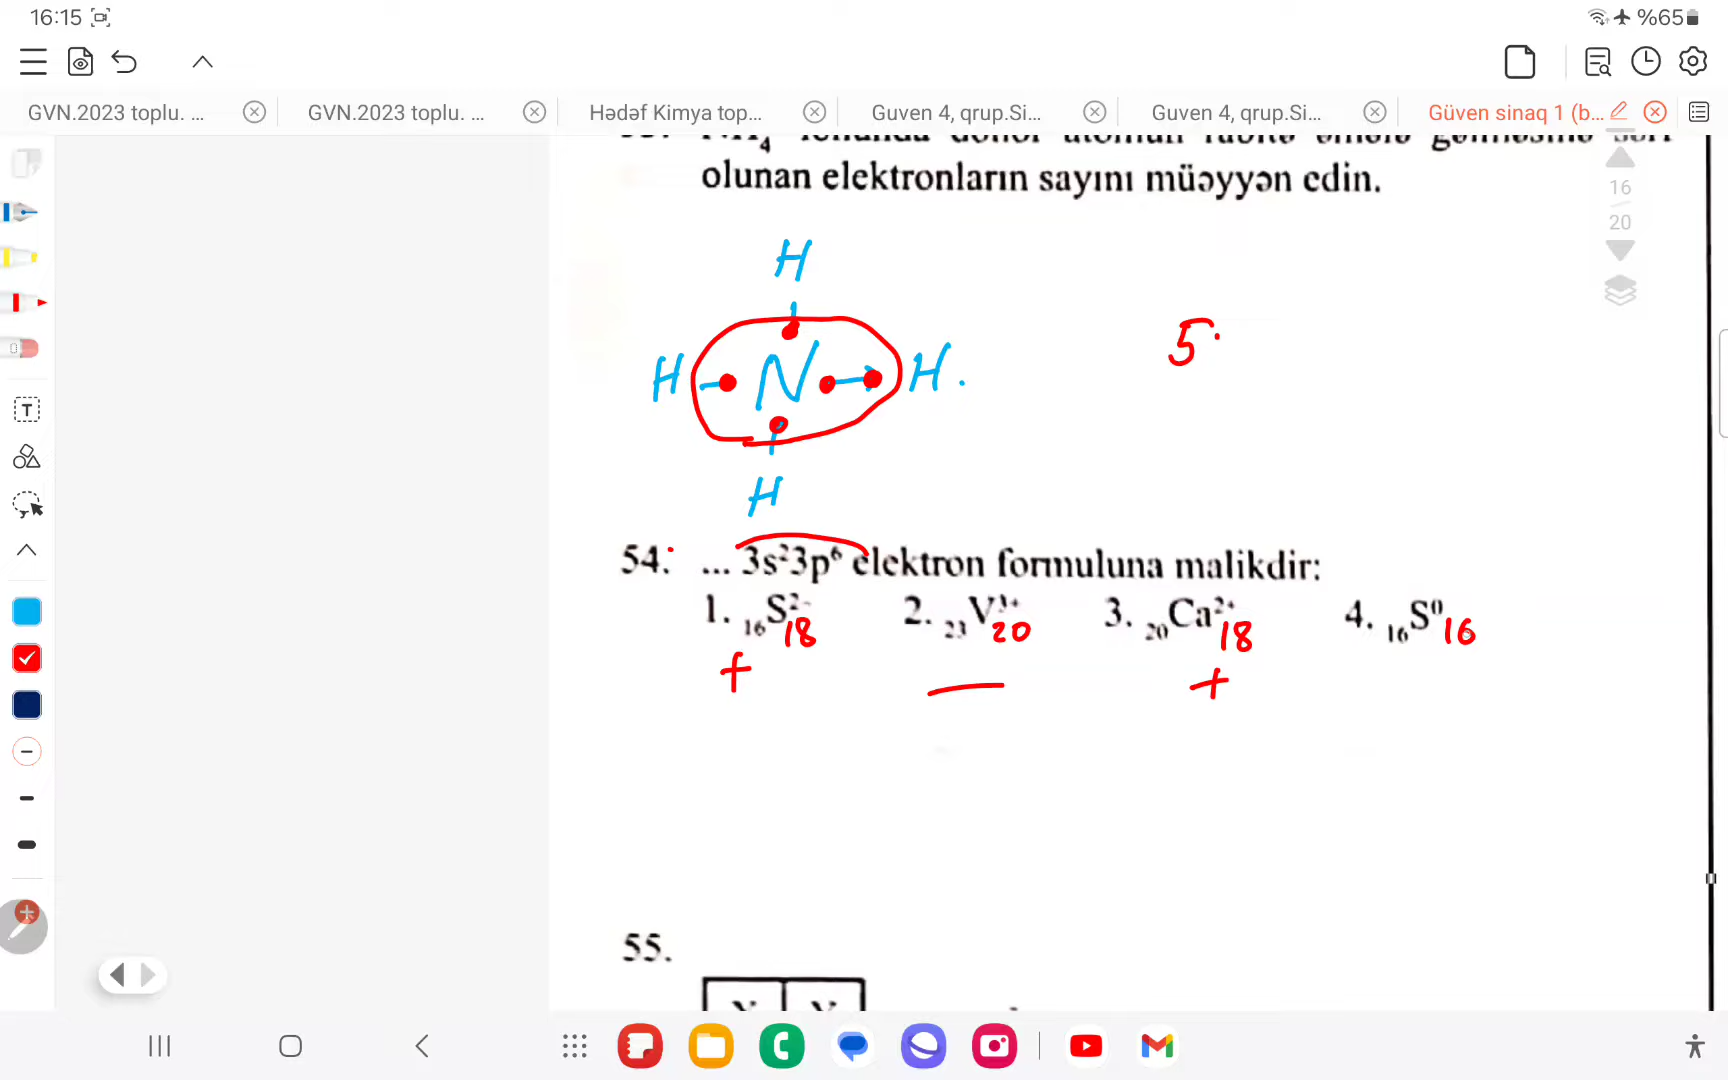 16:15 %65
GVN.2023 toplu. ... GVN.2023 toplu. ... Hədəf Kimya top... Guven 4, qrup.Si... Guven 4, qrup.Si... Güven sinaq 1 (b...
olunan elektronların sayını müəyyən edin.
16
20
H
H N H.
H
5
54. ... 3s²3p⁶ elektron formuluna malikdir:
1. ₁₆S²⁻ 2. ₂₃V³⁺ 3. ₂₀Ca²⁺ 4. ₁₆S⁰
18 20 18 16
+ — +
55.